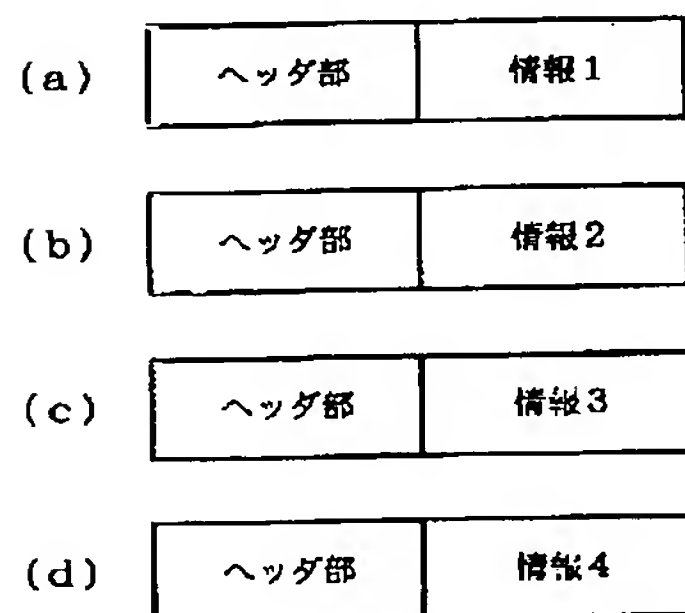 (a) ヘッダ部 情報1
(b) ヘッダ部 情報2
(c) ヘッダ部 情報3
(d) ヘッダ部 情報4